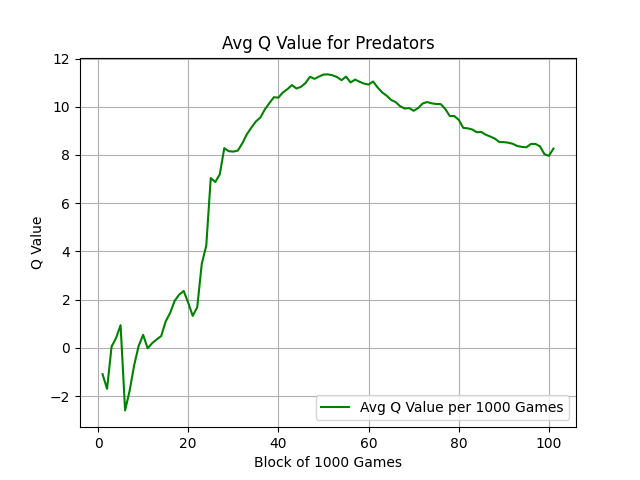 Avg Q Value for Predators
12
10
8
6
4
2
0
−2
Q Value
Avg Q Value per 1000 Games
0 20 40 60 80 100
Block of 1000 Games